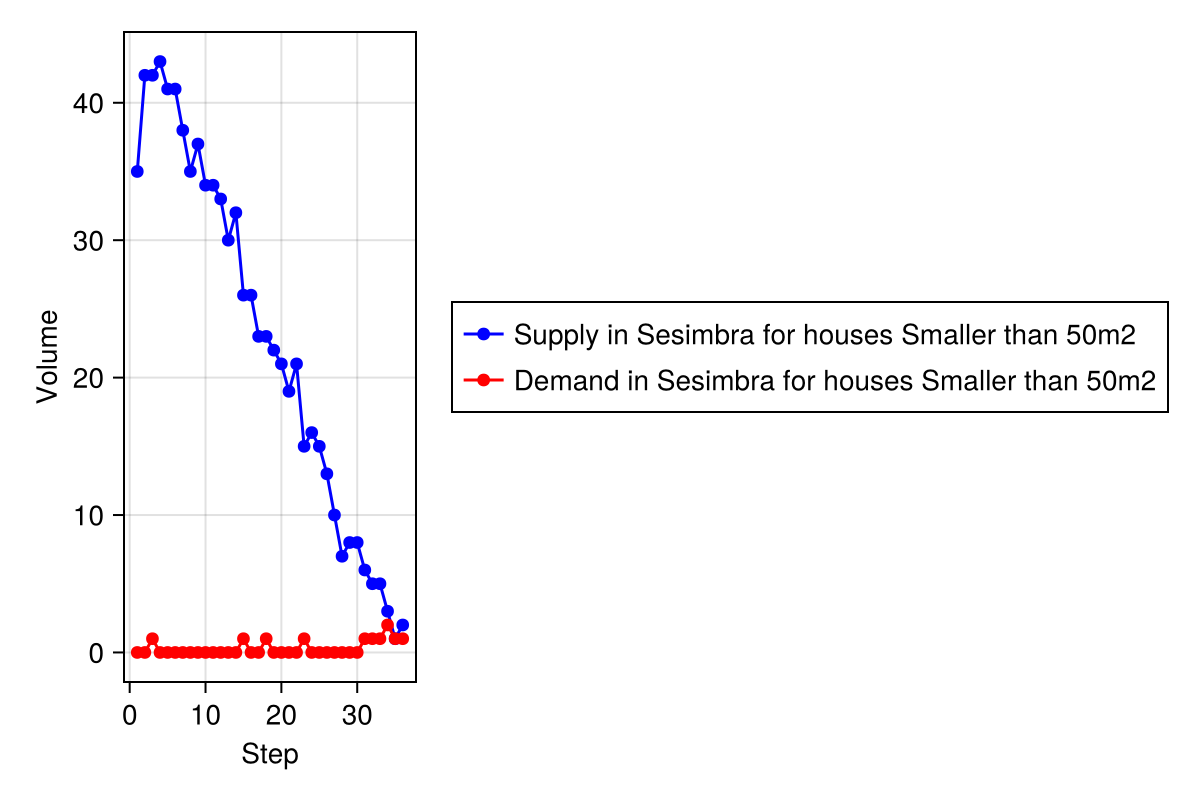 40
30
20
10
0
Volume
0 10 20 30
Step
Supply in Sesimbra for houses Smaller than 50m2
Demand in Sesimbra for houses Smaller than 50m2